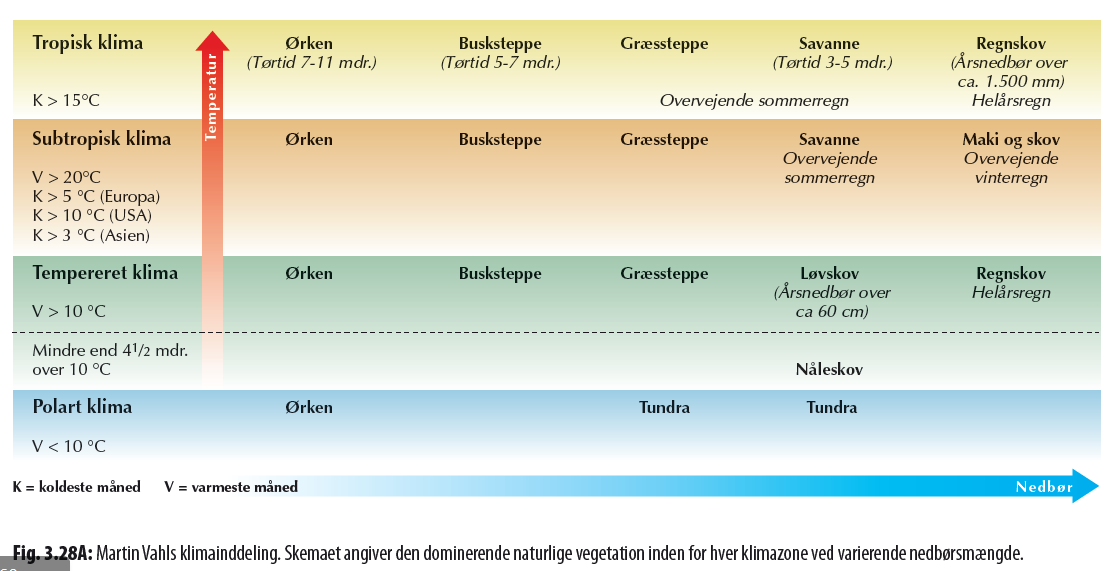 Tropisk klima
Temperatur
Ørken
Busksteppe
Græssteppe
Savanne
Regnskov
(Tørtid 7-11 mdr.)
(Tørtid 5-7 mdr.)
(Tørtid 3-5 mdr.)
(Årsnedbør over
ca. 1.500 mm)
K > 15°C
Overvejende sommerregn
Helårsregn
Subtropisk klima
Ørken
Busksteppe
Græssteppe
Savanne
Maki og skov
Overvejende
sommerregn
Overvejende
vinterregn
V > 20°C
K > 5 °C (Europa)
K > 10 °C (USA)
K > 3 °C (Asien)
Tempereret klima
Ørken
Busksteppe
Græssteppe
Løvskov
Regnskov
(Årsnedbør over
ca 60 cm)
Helårsregn
V > 10 °C
Mindre end 4 1/2 mdr.
over 10 °C
Nåleskov
Polart klima
Ørken
Tundra
Tundra
V < 10 °C
K = koldeste måned V = varmeste måned
Nedbør
Fig. 3.28A: Martin Vahls klimainddeling. Skemaet angiver den dominerende naturlige vegetation inden for hver klimazone ved varierende nedbørsmængde.